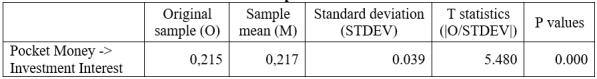 Original sample (O) Sample mean (M) Standard deviation (STDEV) T statistics (|O/STDEV|) P values
Pocket Money -> Investment Interest 0,215 0,217 0.039 5.480 0.000